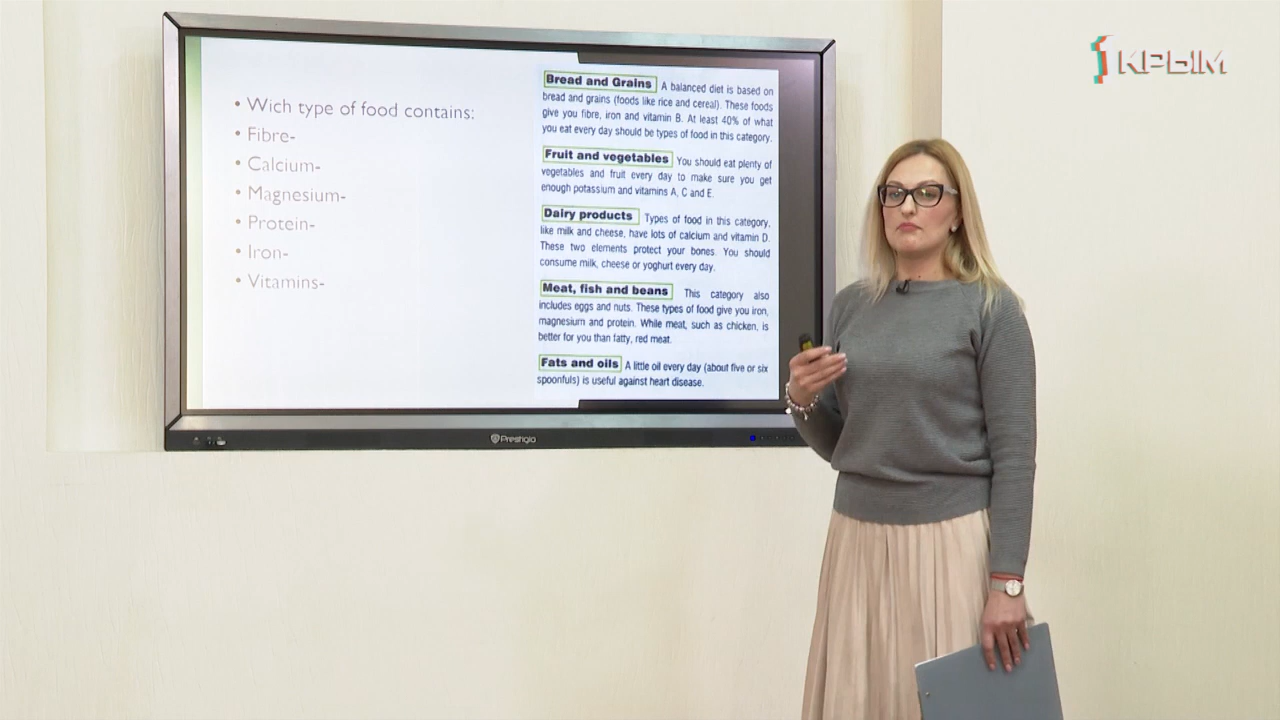 Wich type of food contains:
Fibre-
Calcium-
Magnesium-
Protein-
Iron-
Vitamins-
Bread and Grains A balanced diet is based on
bread and grains (foods like rice and cereal). These foods
give you fibre, iron and vitamin B. At least 40% of what
you eat every day should be types of food in this category.
Fruit and vegetables You should eat plenty of
vegetables and fruit every day to make sure you get
enough potassium and vitamins A, C and E.
Dairy products Types of food in this category,
like milk and cheese, have lots of calcium and vitamin D.
These two elements protect your bones. You should
consume milk, cheese or yoghurt every day.
Meat, fish and beans This category also
includes eggs and nuts. These types of food give you iron,
magnesium and protein. While meat, such as chicken, is
better for you than fatty, red meat.
Fats and oils A little oil every day (about five or six
spoonfuls) is useful against heart disease.
Prestigio
1 КРЫМ